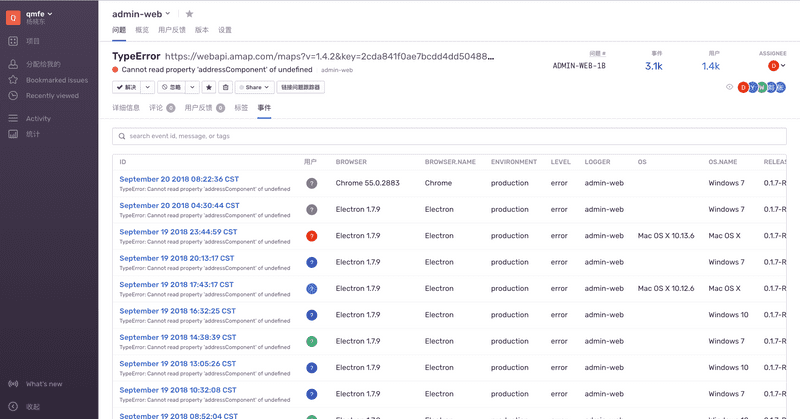 qmfe
杨晓东
项目
分配给我的
Bookmarked issues
Recently viewed
Activity
统计
What's new
收起
admin-web
问题 概览 用户反馈 版本 设置
TypeError https://webapi.amap.com/maps?v=1.4.2&key=2cda841f0ae7bcdd4dd50488…
Cannot read property 'addressComponent' of undefined admin-web
问题 # 事件 用户 ASSIGNEE
ADMIN-WEB-1B 3.1k 1.4k D
解决 忽略 Share 链接问题跟踪器
D Y W 郎 张
详细信息 评论 0 用户反馈 0 标签 事件
search event id, message, or tags
ID 用户 BROWSER BROWSER.NAME ENVIRONMENT LEVEL LOGGER OS OS.NAME RELEAS
September 20 2018 08:22:36 CST
TypeError: Cannot read property 'addressComponent' of undefined
? Chrome 55.0.2883 Chrome production error admin-web Windows 7 0.1.7-R
September 20 2018 04:30:44 CST
TypeError: Cannot read property 'addressComponent' of undefined
? Electron 1.7.9 Electron production error admin-web Windows 7 0.1.7-R
September 19 2018 23:44:59 CST
TypeError: Cannot read property 'addressComponent' of undefined
? Electron 1.7.9 Electron production error admin-web Mac OS X 10.13.6 Mac OS X 0.1.7-R
September 19 2018 20:13:17 CST
TypeError: Cannot read property 'addressComponent' of undefined
? Electron 1.7.9 Electron production error admin-web Windows 7 0.1.7-R
September 19 2018 17:43:17 CST
TypeError: Cannot read property 'addressComponent' of undefined
? Electron 1.7.9 Electron production error admin-web Mac OS X 10.12.6 Mac OS X 0.1.7-R
September 19 2018 16:32:25 CST
TypeError: Cannot read property 'addressComponent' of undefined
? Electron 1.7.9 Electron production error admin-web Windows 10 0.1.7-R
September 19 2018 14:38:39 CST
TypeError: Cannot read property 'addressComponent' of undefined
? Electron 1.7.9 Electron production error admin-web Windows 7 0.1.7-R
September 19 2018 13:05:26 CST
TypeError: Cannot read property 'addressComponent' of undefined
? Electron 1.7.9 Electron production error admin-web Windows 10 0.1.7-R
September 19 2018 10:32:08 CST
TypeError: Cannot read property 'addressComponent' of undefined
? Electron 1.7.9 Electron production error admin-web Windows 7 0.1.7-R
September 19 2018 08:52:04 CST
Electron 1.7.9 Electron production error admin-web Windows 10 0.1.7-R